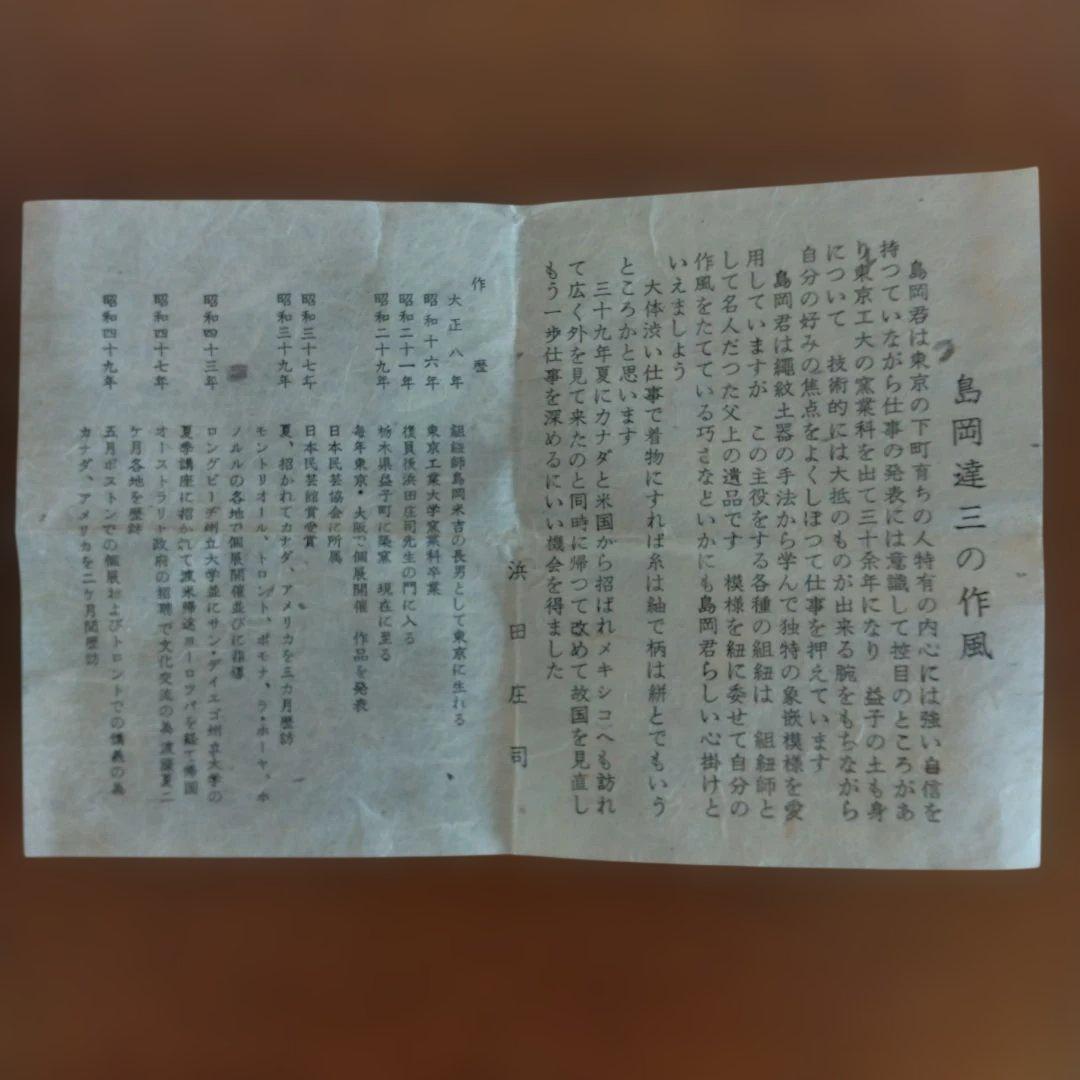 島岡達三の作風
島岡君は東京の下町育ちの人特有の内心には強い自信を
持つていながら仕事の発表には意識して控目のところがあ
り東京工大の窯業科を出て三十余年になり 益子の土も身
について 技術的には大抵のものが出来る腕をもちながら
自分の好みの焦点をよくしぼつて仕事を押えています
島岡君は縄紋土器の手法から学んで独特の象嵌模様を愛
用していますが この主役をする各種の組紐は 組紐師と
して名人だつた父上の遺品です 模様を紐に委せて自分の
作風をたてている巧さなどいかにも島岡君らしい心掛けと
いえましよう
大体渋い仕事で着物にすれば糸は紬で柄は絣とでもいう
ところかと思います
三十九年夏にカナダと米国から招ばれメキシコへも訪れ
て広く外を見て来たのと同時に帰つて改めて故国を見直し
もう一歩仕事を深めるにいい機会を得ました
浜田庄司
作歴
大正八年 組紐師島岡米吉の長男として東京に生れる
昭和十六年 東京工業大学窯業科卒業
昭和二十一年 復員後浜田庄司先生の門に入る
昭和二十九年 栃木県益子町に築窯 現在に至る
毎年東京・大阪で個展開催 作品を発表
日本民芸協会に所属
昭和三十七年 日本民芸館賞受賞
昭和三十九年 夏、招かれてカナダ、アメリカを三カ月歴訪
モントリオール、トロント、ポモナ、ラ・ホーヤ、ホ
ノルルの各地で個展開催並びに指導
昭和四十三年 ロングビーチ州立大学並にサン・デイエゴ州立大学の
夏季講座に招かれて渡米帰途ヨーロツパを経て帰国
昭和四十七年 オーストラリヤ政府の招聘で文化交流の為渡濠夏二
ケ月各地を歴訪
昭和四十九年 五月ボストンでの個展およびトロントでの講義の為
カナダ、アメリカを二ケ月間歴訪